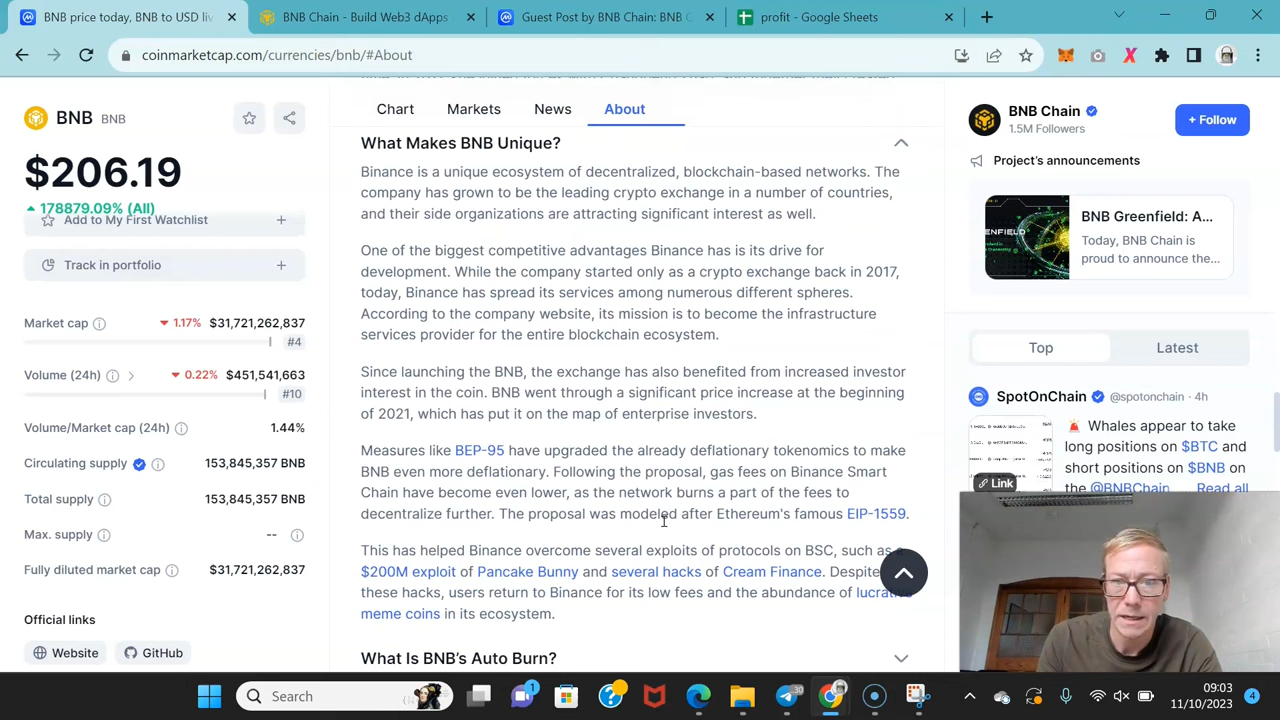 BNB price today, BNB to USD liv
BNB Chain - Build Web3 dApps
Guest Post by BNB Chain: BNB C
profit - Google Sheets
coinmarketcap.com/currencies/bnb/#About
BNB BNB
$206.19
178879.09% (All)
Add to My First Watchlist
Track in portfolio
Market cap 1.17% $31,721,262,837
#4
Volume (24h) 0.22% $451,541,663
#10
Volume/Market cap (24h) 1.44%
Circulating supply 153,845,357 BNB
Total supply 153,845,357 BNB
Max. supply --
Fully diluted market cap $31,721,262,837
Official links
Website GitHub
Chart Markets News About
What Makes BNB Unique?
Binance is a unique ecosystem of decentralized, blockchain-based networks. The
company has grown to be the leading crypto exchange in a number of countries,
and their side organizations are attracting significant interest as well.
One of the biggest competitive advantages Binance has is its drive for
development. While the company started only as a crypto exchange back in 2017,
today, Binance has spread its services among numerous different spheres.
According to the company website, its mission is to become the infrastructure
services provider for the entire blockchain ecosystem.
Since launching the BNB, the exchange has also benefited from increased investor
interest in the coin. BNB went through a significant price increase at the beginning
of 2021, which has put it on the map of enterprise investors.
Measures like BEP-95 have upgraded the already deflationary tokenomics to make
BNB even more deflationary. Following the proposal, gas fees on Binance Smart
Chain have become even lower, as the network burns a part of the fees to
decentralize further. The proposal was modeled after Ethereum's famous EIP-1559.
This has helped Binance overcome several exploits of protocols on BSC, such as a
$200M exploit of Pancake Bunny and several hacks of Cream Finance. Despite
these hacks, users return to Binance for its low fees and the abundance of lucrative
meme coins in its ecosystem.
What Is BNB's Auto Burn?
BNB Chain
1.5M Followers
+ Follow
Project's announcements
BNB Greenfield: A...
Today, BNB Chain is
proud to announce the...
ENFIELD
Top Latest
SpotOnChain @spotonchain · 4h
Whales appear to take
long positions on $BTC and
short positions on $BNB on
the @BNBChain... Read all
Link
Search
1
30
09:03
11/10/2023
4